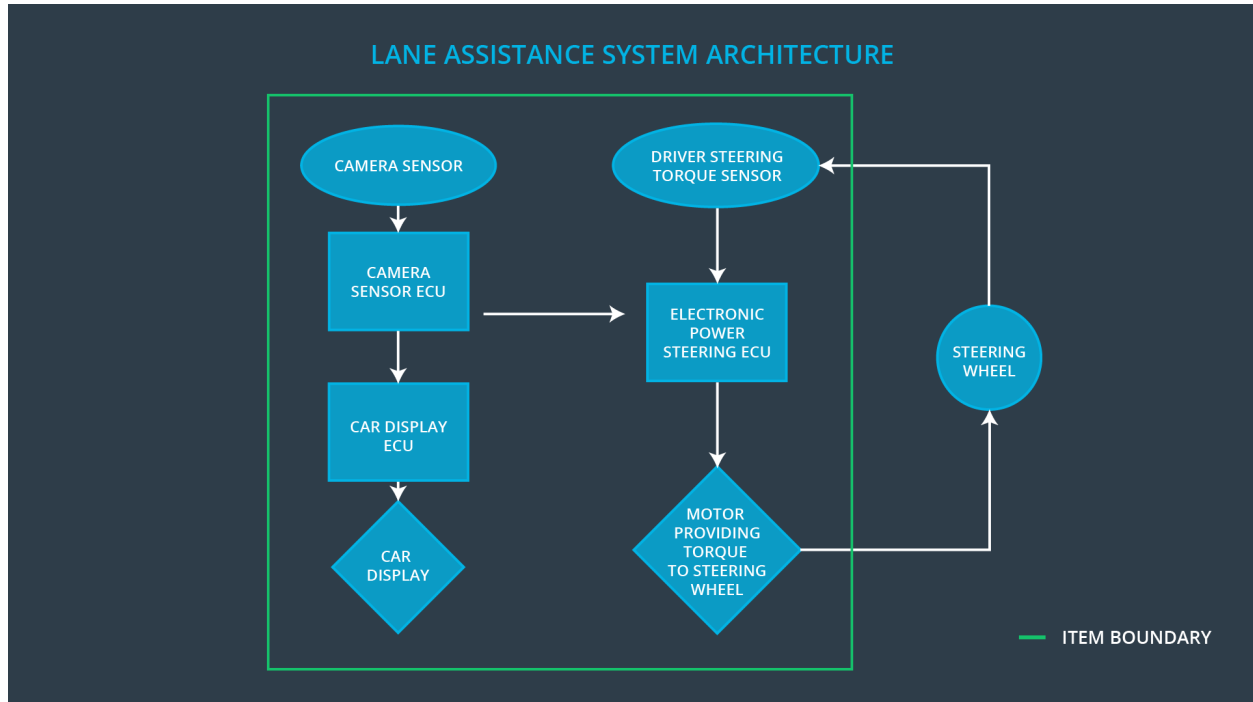 LANE ASSISTANCE SYSTEM ARCHITECTURE
CAMERA SENSOR
CAMERA
SENSOR ECU
CAR DISPLAY
ECU
CAR
DISPLAY
DRIVER STEERING
TORQUE SENSOR
ELECTRONIC
POWER
STEERING ECU
MOTOR
PROVIDING
TORQUE
TO STEERING
WHEEL
STEERING
WHEEL
ITEM BOUNDARY